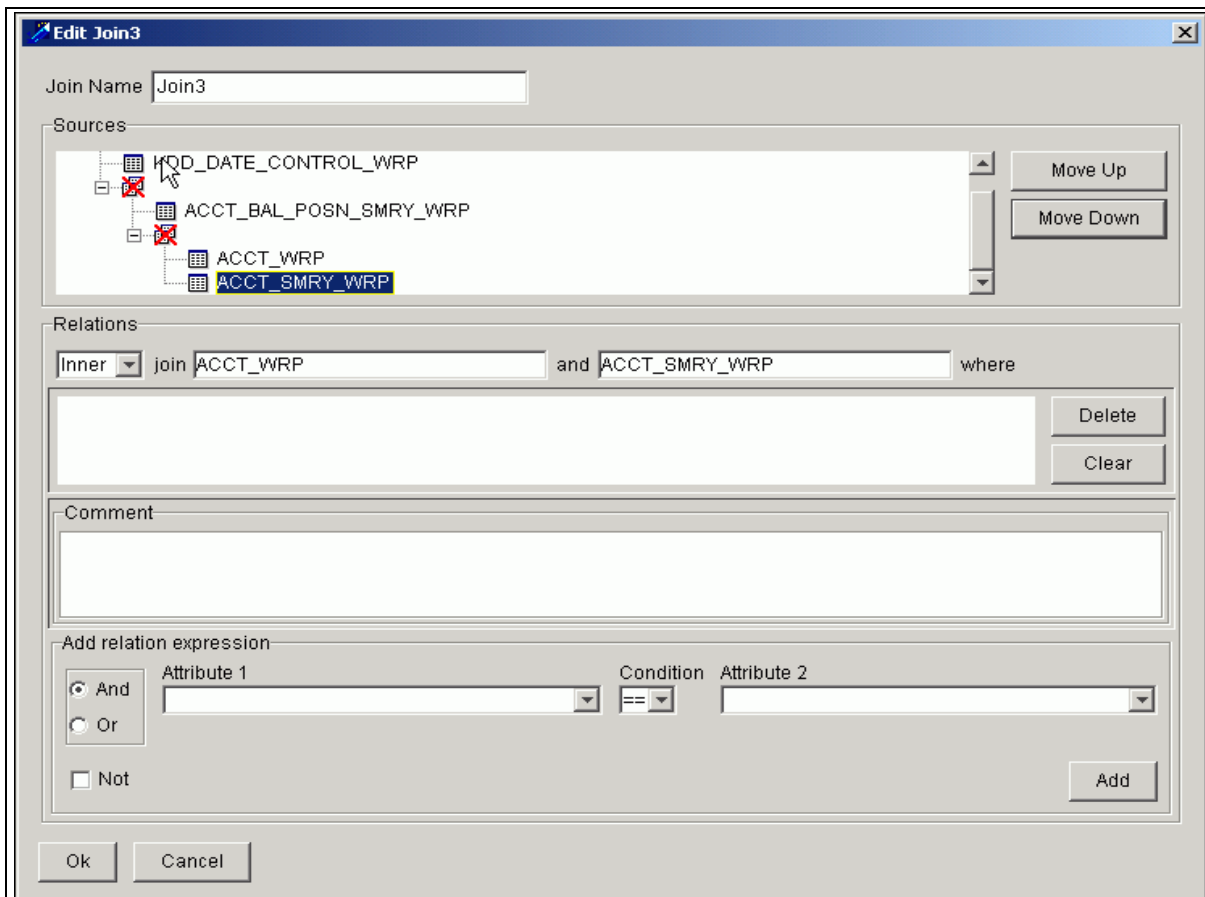 Edit Join3
Join Name Join3
Sources
KDD_DATE_CONTROL_WRP
ACCT_BAL_POSN_SMRY_WRP
ACCT_WRP
ACCT_SMRY_WRP
Move Up
Move Down
Relations
Inner join ACCT_WRP and ACCT_SMRY_WRP where
Delete
Clear
Comment
Add relation expression
And
Or
Attribute 1 Condition Attribute 2
==
Not
Add
Ok Cancel